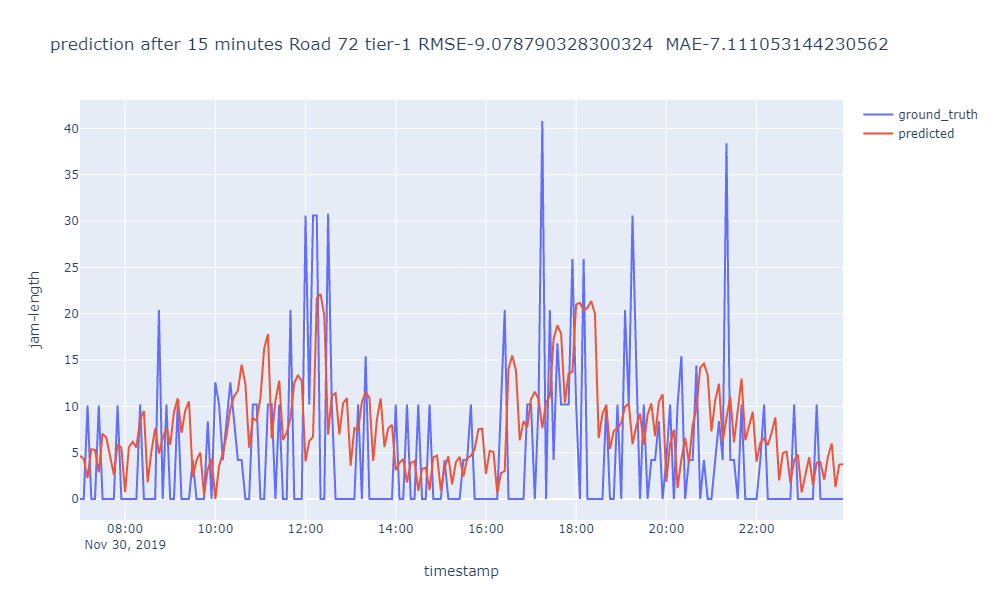 prediction after 15 minutes Road 72 tier-1 RMSE-9.078790328300324  MAE-7.111053144230562
ground_truth
predicted
jam-length
40
35
30
25
20
15
10
5
0
08:00 10:00 12:00 14:00 16:00 18:00 20:00 22:00
Nov 30, 2019
timestamp